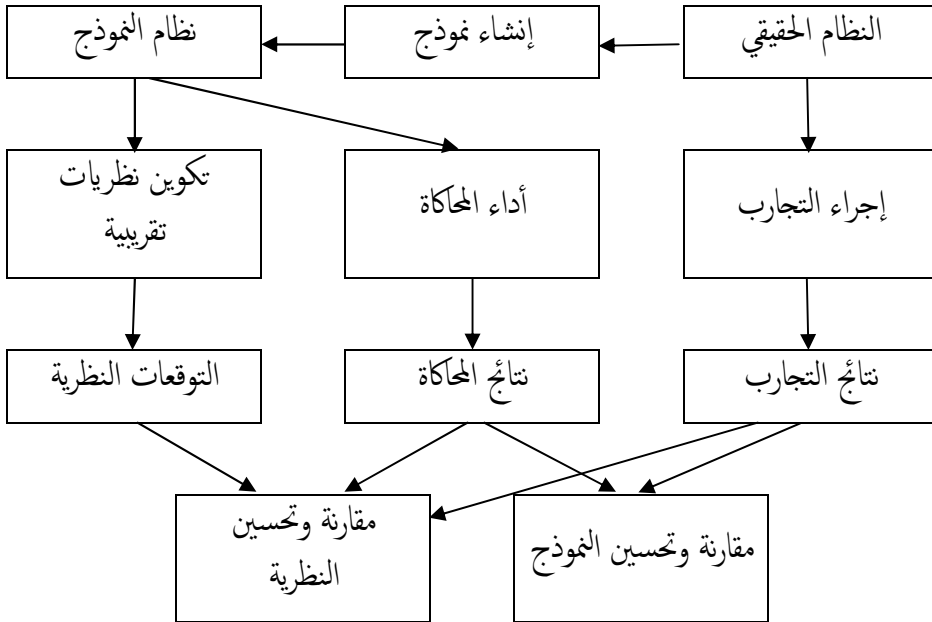 النظام الحقيقي
إنشاء نموذج
نظام النموذج
إجراء التجارب
أداء المحاكاة
تكوين نظريات
تقريبية
نتائج التجارب
نتائج المحاكاة
التوقعات النظرية
مقارنة وتحسين النموذج
مقارنة وتحسين
النظرية